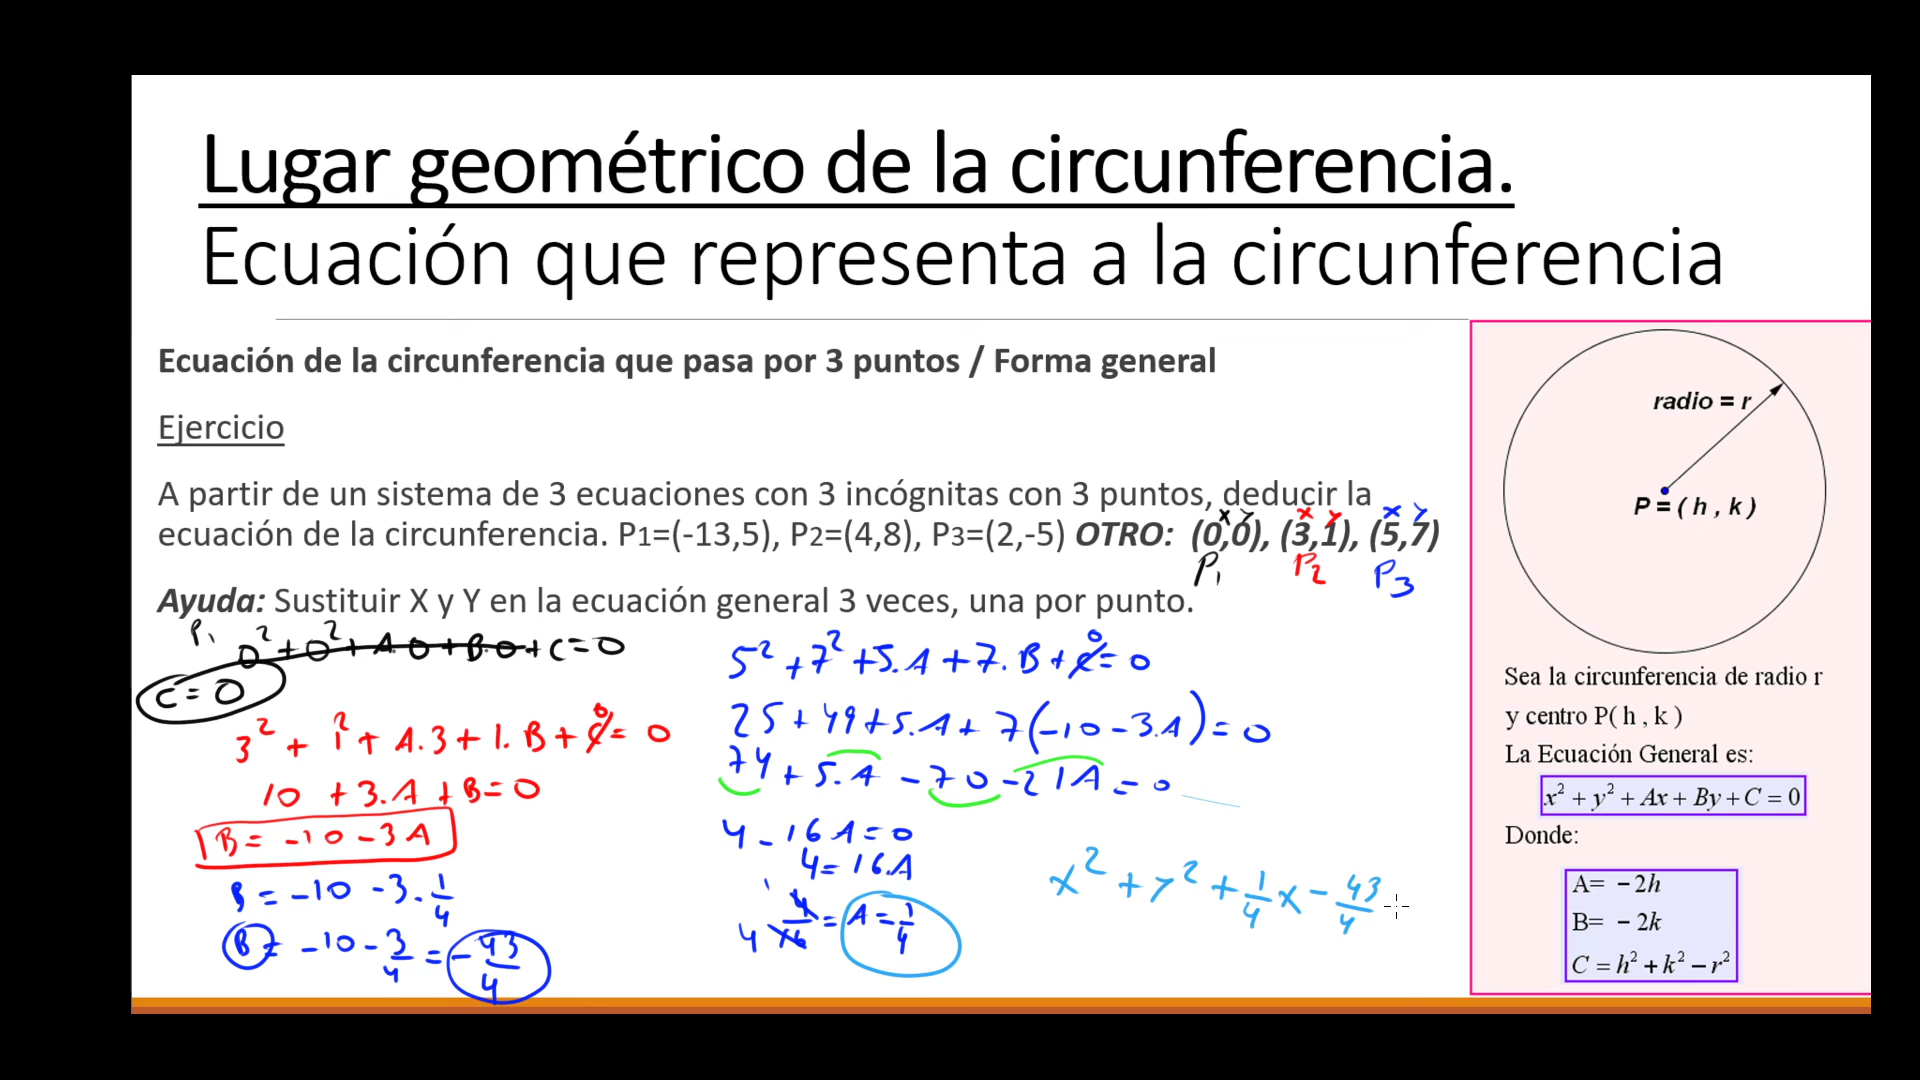 Lugar geométrico de la circunferencia.
Ecuación que representa a la circunferencia
Ecuación de la circunferencia que pasa por 3 puntos / Forma general
Ejercicio
A partir de un sistema de 3 ecuaciones con 3 incógnitas con 3 puntos, deducir la
ecuación de la circunferencia. P1=(-13,5), P2=(4,8), P3=(2,-5) OTRO: (0,0), (3,1), (5,7)
x y x y x y
P1 P2 P3
Ayuda: Sustituir X y Y en la ecuación general 3 veces, una por punto.
P1 0² + 0² + A.0 + B.0 + C = 0
C = 0
3² + 1² + A.3 + 1.B + C = 0
0
10 + 3.A + B = 0
B = -10 - 3A
B = -10 - 3.1/4
B = -10 - 3/4 = -43/4
5² + 7² + 5.A + 7.B + C = 0
0
25 + 49 + 5.A + 7(-10 - 3.A) = 0
74 + 5.A - 70 - 21A = 0
4 - 16A = 0
4 = 16.A
1
4 4/16 = A = 1/4
x² + y² + 1/4 x - 43/4
radio = r
P = ( h , k )
Sea la circunferencia de radio r
y centro P( h , k )
La Ecuación General es:
x² + y² + Ax + By + C = 0
Donde:
A= − 2h
B= − 2k
C = h² + k² − r²